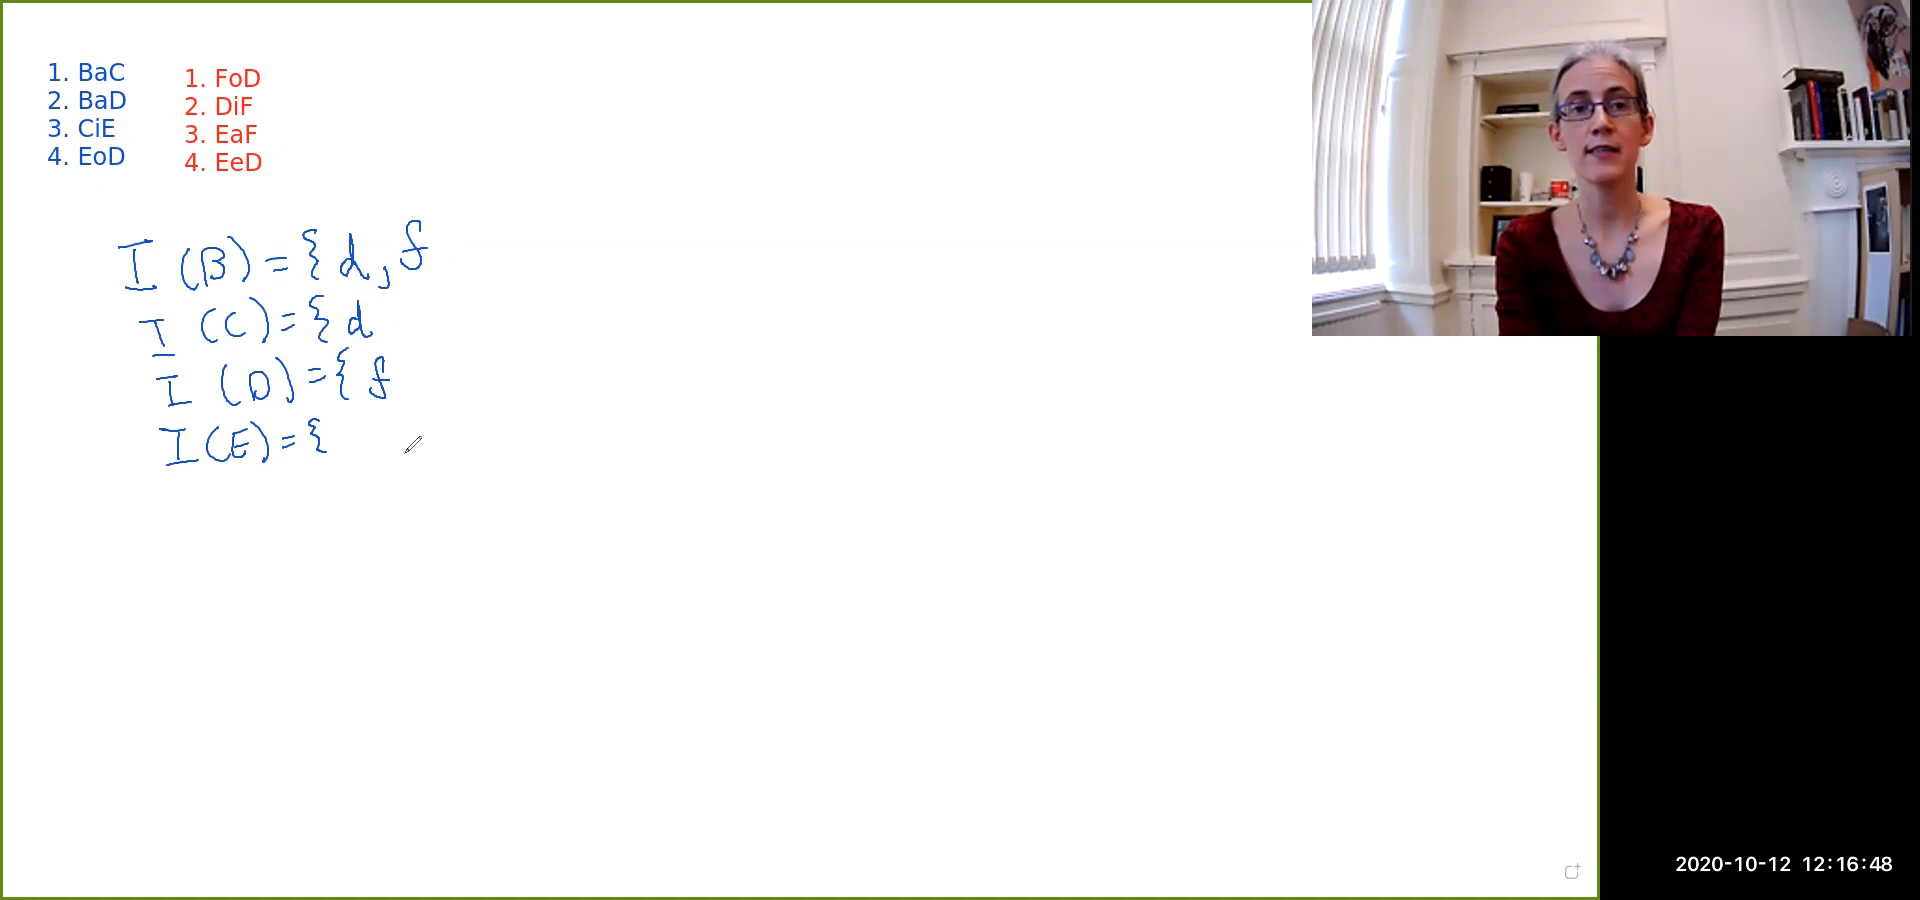 1. BaC
2. BaD
3. CiE
4. EoD
1. FoD
2. DiF
3. EaF
4. EeD
I (B) = { d, f
I (C) = { d
I (D) = { f
I (E) = {
2020-10-12 12:16:48